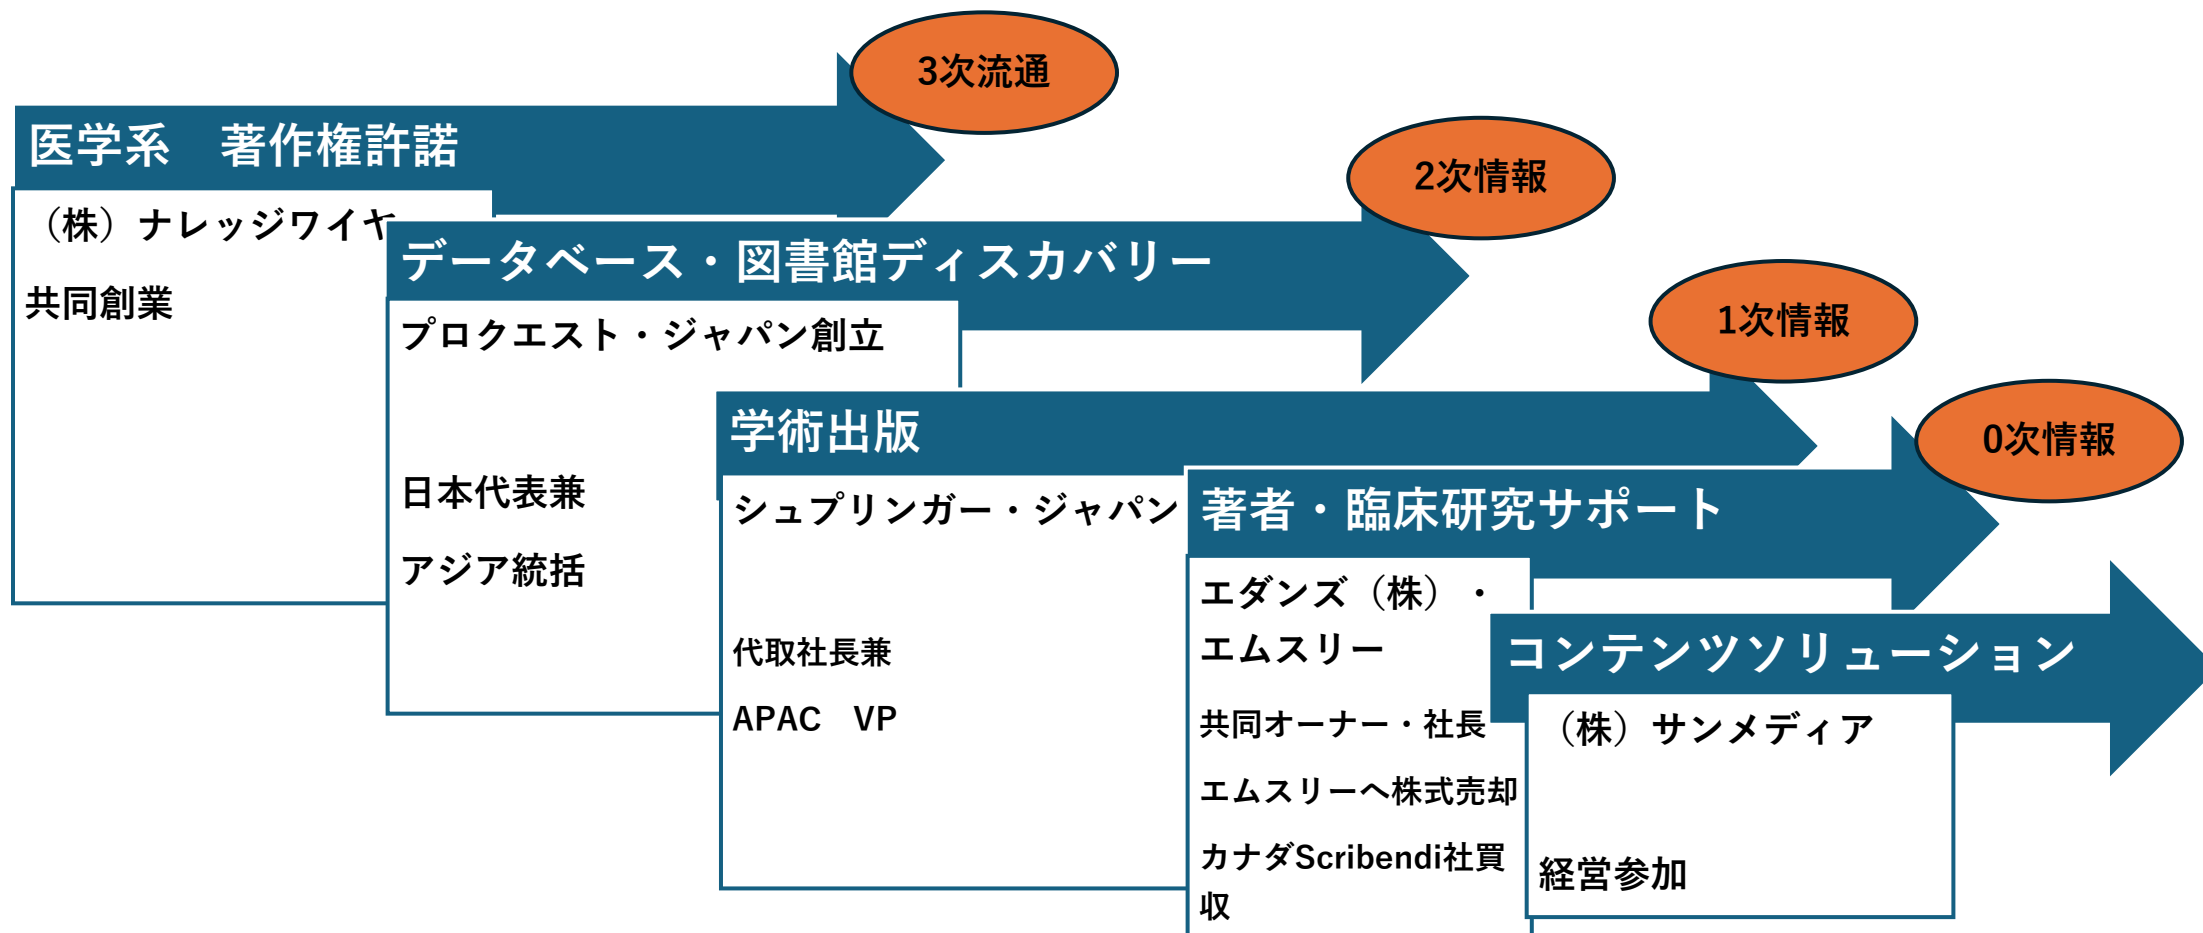 3次流通
医学系　著作権許諾
（株）ナレッジワイヤ
共同創業
2次情報
データベース・図書館ディスカバリー
プロクエスト・ジャパン創立
日本代表兼
アジア統括
1次情報
学術出版
シュプリンガー・ジャパン
代取社長兼
APAC　VP
0次情報
著者・臨床研究サポート
エダンズ（株）・
エムスリー
共同オーナー・社長
エムスリーへ株式売却
カナダScribendi社買
収
コンテンツソリューション
（株）サンメディア
経営参加